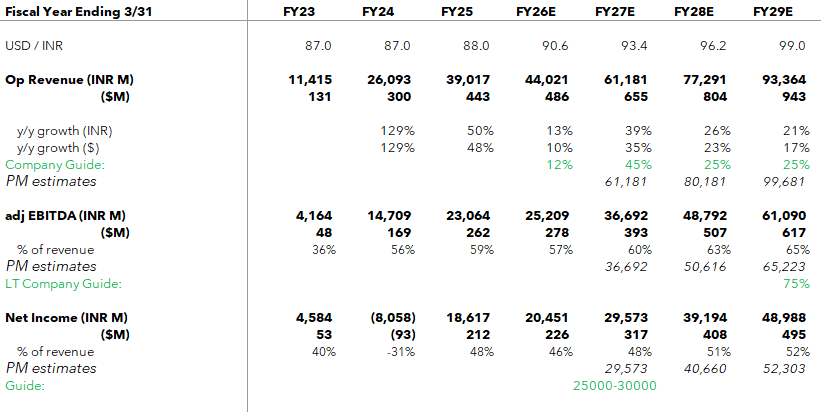 Fiscal Year Ending 3/31 FY23 FY24 FY25 FY26E FY27E FY28E FY29E
USD / INR 87.0 87.0 88.0 90.6 93.4 96.2 99.0
Op Revenue (INR M) 11,415 26,093 39,017 44,021 61,181 77,291 93,364
($M) 131 300 443 486 655 804 943
y/y growth (INR) 129% 50% 13% 39% 26% 21%
y/y growth ($) 129% 48% 10% 35% 23% 17%
Company Guide: 12% 45% 25% 25%
PM estimates 61,181 80,181 99,681
adj EBITDA (INR M) 4,164 14,709 23,064 25,209 36,692 48,792 61,090
($M) 48 169 262 278 393 507 617
% of revenue 36% 56% 59% 57% 60% 63% 65%
PM estimates 36,692 50,616 65,223
LT Company Guide: 75%
Net Income (INR M) 4,584 (8,058) 18,617 20,451 29,573 39,194 48,988
($M) 53 (93) 212 226 317 408 495
% of revenue 40% -31% 48% 46% 48% 51% 52%
PM estimates 29,573 40,660 52,303
Guide: 25000-30000